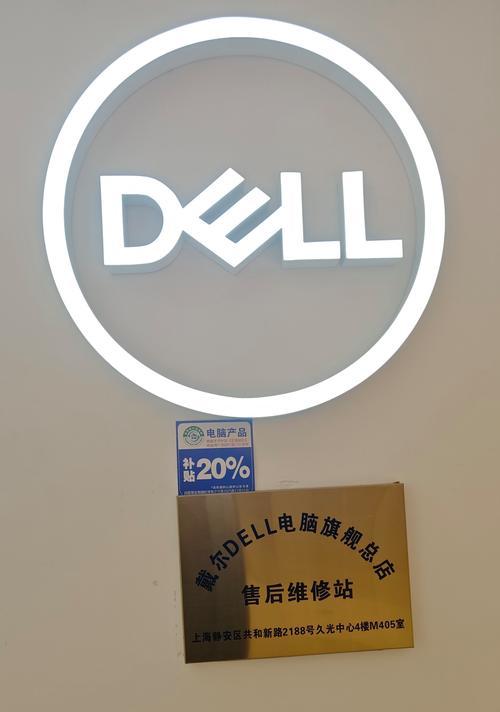 DELL
电脑产品
补贴20%
戴尔DELL电脑旗舰总店
售后维修站
上海静安区共和新路2188号久光中心4楼M405室